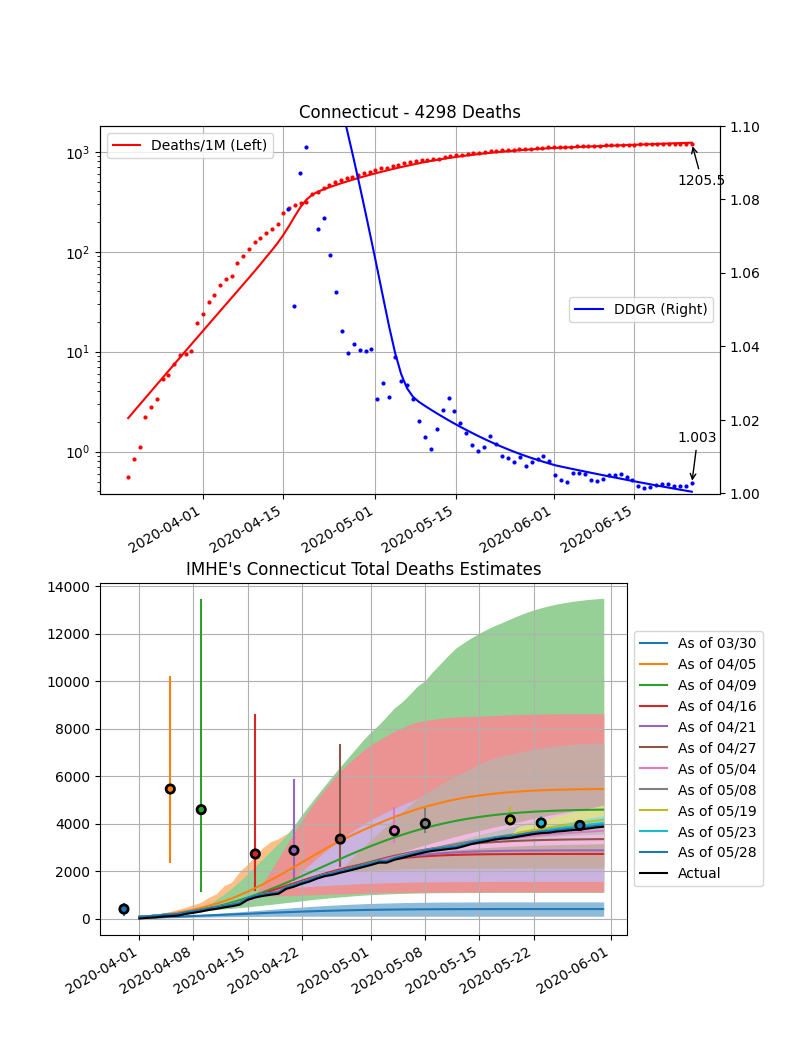 Connecticut - 4298 Deaths
10³
10²
10¹
10⁰
Deaths/1M (Left)
1205.5
DDGR (Right)
1.003
1.10
1.08
1.06
1.04
1.02
1.00
2020-04-01
2020-04-15
2020-05-01
2020-05-15
2020-06-01
2020-06-15
IMHE's Connecticut Total Deaths Estimates
14000
12000
10000
8000
6000
4000
2000
0
As of 03/30
As of 04/05
As of 04/09
As of 04/16
As of 04/21
As of 04/27
As of 05/04
As of 05/08
As of 05/19
As of 05/23
As of 05/28
Actual
2020-04-01
2020-04-08
2020-04-15
2020-04-22
2020-05-01
2020-05-08
2020-05-15
2020-05-22
2020-06-01